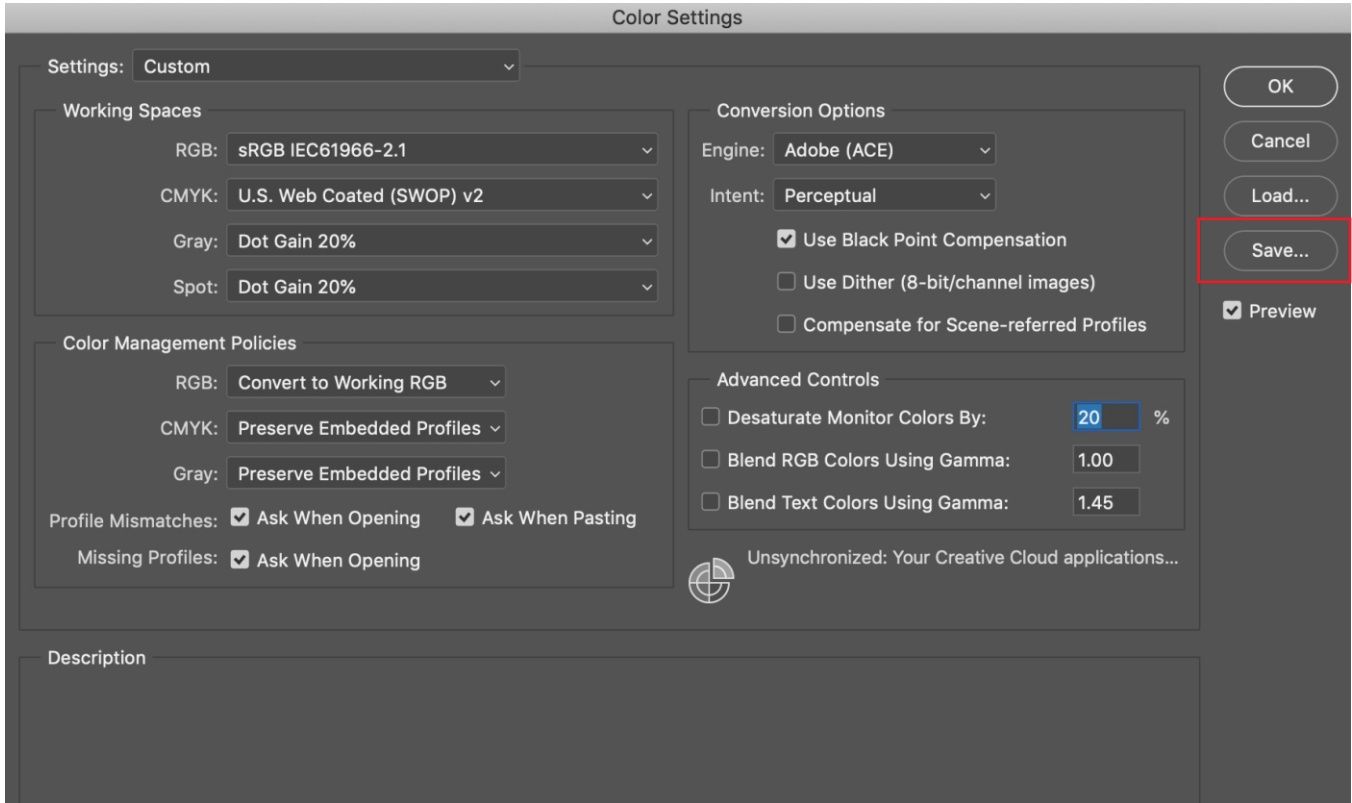 Color Settings
Settings: Custom
Working Spaces
RGB: sRGB IEC61966-2.1
CMYK: U.S. Web Coated (SWOP) v2
Gray: Dot Gain 20%
Spot: Dot Gain 20%
Color Management Policies
RGB: Convert to Working RGB
CMYK: Preserve Embedded Profiles
Gray: Preserve Embedded Profiles
Profile Mismatches: Ask When Opening Ask When Pasting
Missing Profiles: Ask When Opening
Conversion Options
Engine: Adobe (ACE)
Intent: Perceptual
Use Black Point Compensation
Use Dither (8-bit/channel images)
Compensate for Scene-referred Profiles
Advanced Controls
Desaturate Monitor Colors By: 20 %
Blend RGB Colors Using Gamma: 1.00
Blend Text Colors Using Gamma: 1.45
Unsynchronized: Your Creative Cloud applications...
OK
Cancel
Load...
Save...
Preview
Description